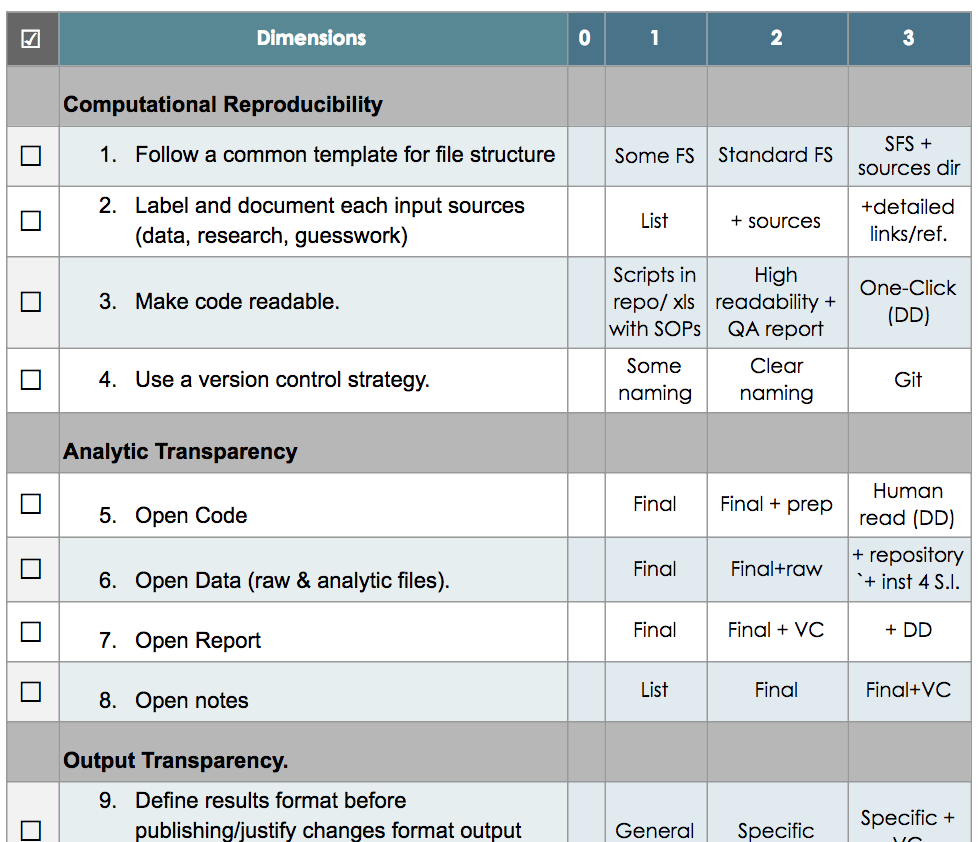 ☑ Dimensions 0 1 2 3
Computational Reproducibility
☐ 1. Follow a common template for file structure Some FS Standard FS SFS +
sources dir
☐ 2. Label and document each input sources
(data, research, guesswork) List + sources +detailed
links/ref.
☐ 3. Make code readable. Scripts in
repo/ xls
with SOPs High
readability +
QA report One-Click
(DD)
☐ 4. Use a version control strategy. Some
naming Clear
naming Git
Analytic Transparency
☐ 5. Open Code Final Final + prep Human
read (DD)
☐ 6. Open Data (raw & analytic files). Final Final+raw + repository
`+ inst 4 S.I.
☐ 7. Open Report Final Final + VC + DD
☐ 8. Open notes List Final Final+VC
Output Transparency.
☐ 9. Define results format before
publishing/justify changes format output General Specific Specific +